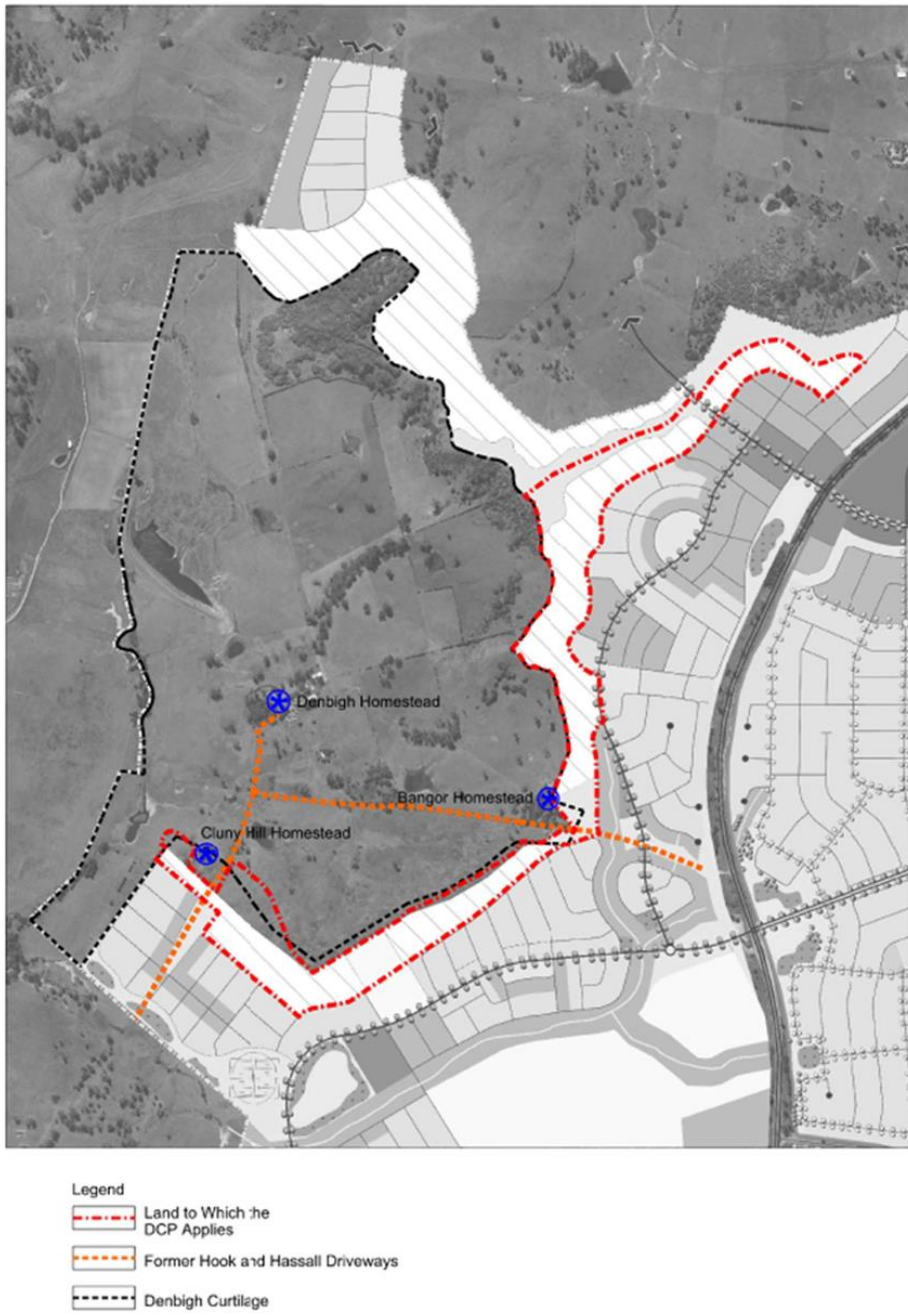 Denbigh Homestead
Bangor Homestead
Cluny Hill Homestead
Legend
Land to Which the
DCP Applies
Former Hook and Hassall Driveways
Denbigh Curtilage